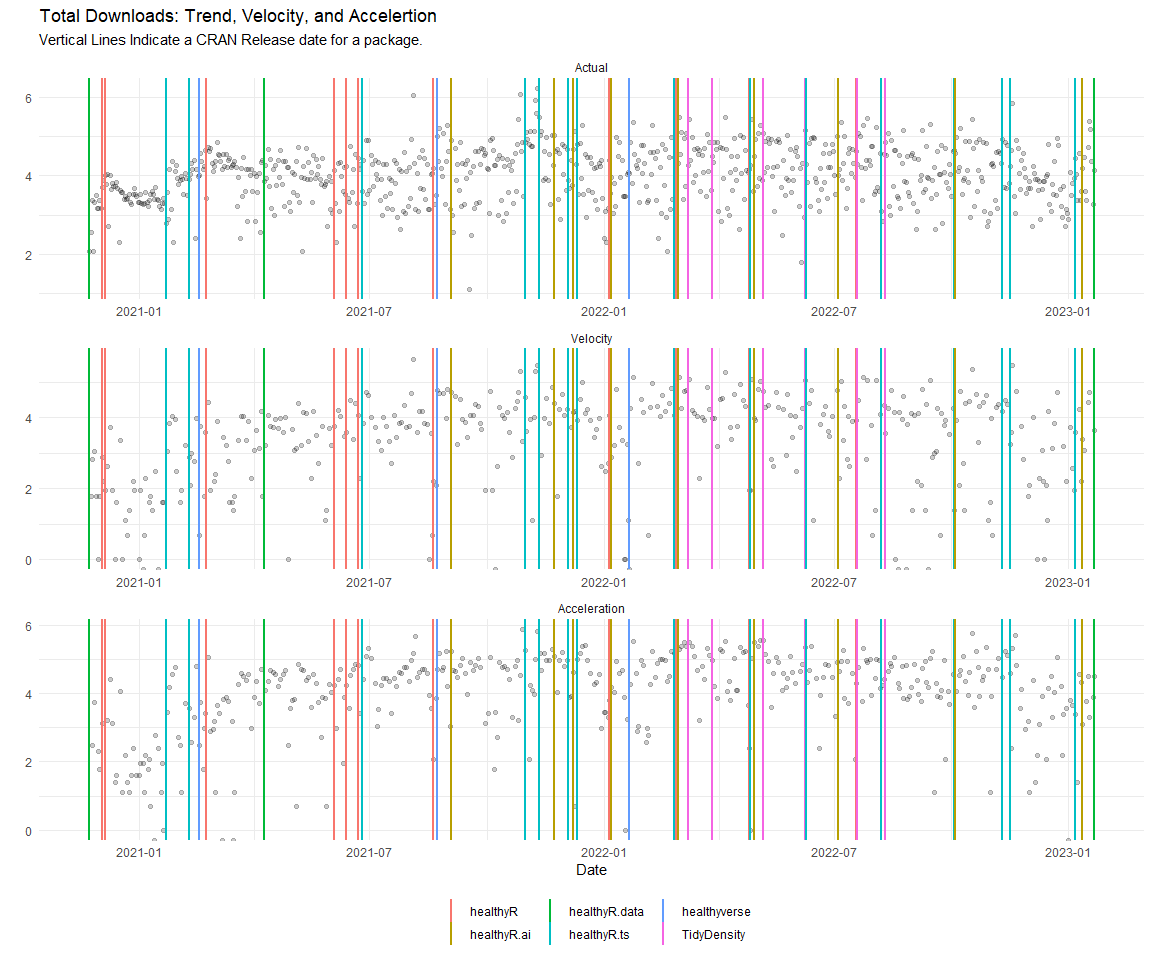 Total Downloads: Trend, Velocity, and Accelertion
Vertical Lines Indicate a CRAN Release date for a package.
Actual
6
4
2
2021-01 2021-07 2022-01 2022-07 2023-01
Velocity
4
2
0
2021-01 2021-07 2022-01 2022-07 2023-01
Acceleration
6
4
2
0
2021-01 2021-07 2022-01 2022-07 2023-01
Date
healthyR healthyR.data healthyverse
healthyR.ai healthyR.ts TidyDensity